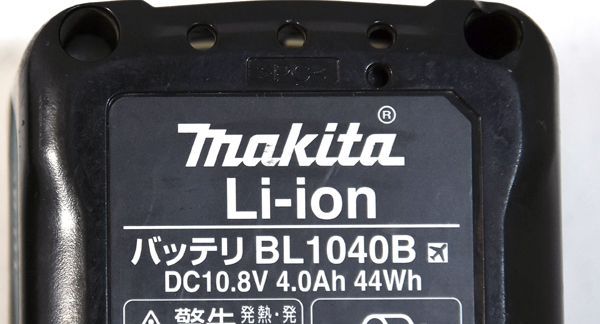 makita®
Li-ion
バッテリ BL1040B
DC10.8V 4.0Ah 44Wh
警告 発熱・発